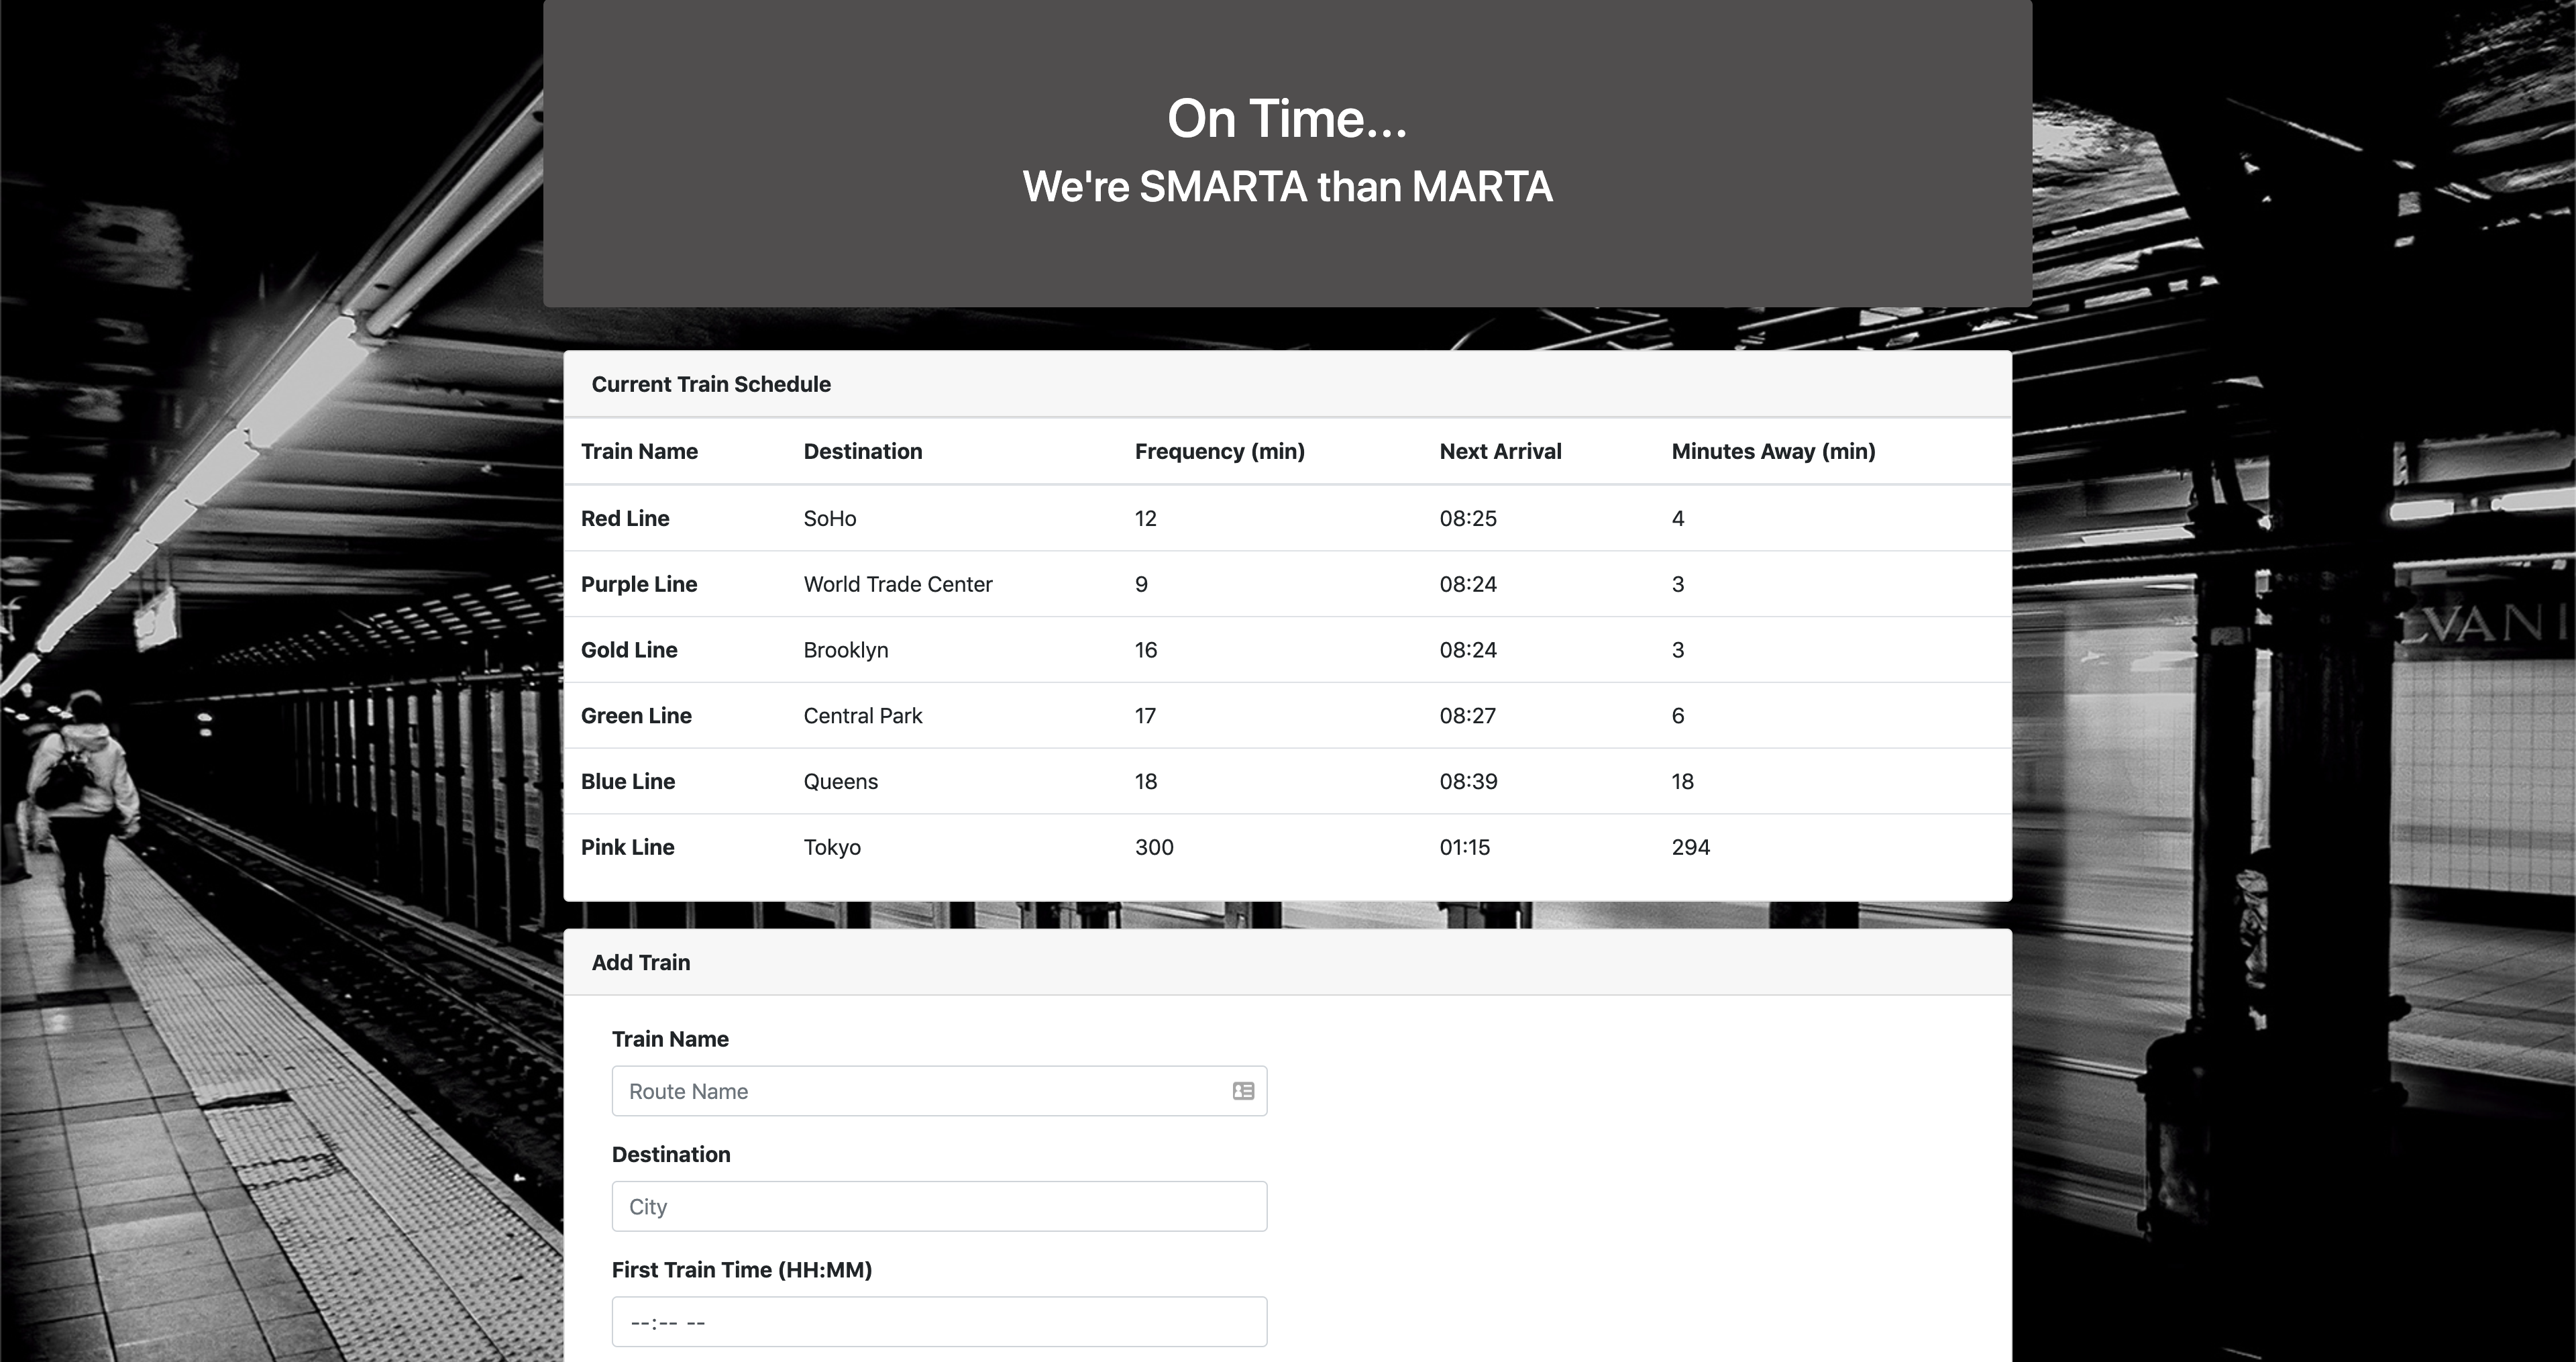 On Time...
We're SMARTA than MARTA
Current Train Schedule
Train Name Destination Frequency (min) Next Arrival Minutes Away (min)
Red Line SoHo 12 08:25 4
Purple Line World Trade Center 9 08:24 3
Gold Line Brooklyn 16 08:24 3
Green Line Central Park 17 08:27 6
Blue Line Queens 18 08:39 18
Pink Line Tokyo 300 01:15 294
VANI
Add Train
Train Name
Route Name
Destination
City
First Train Time (HH:MM)
--:-- --